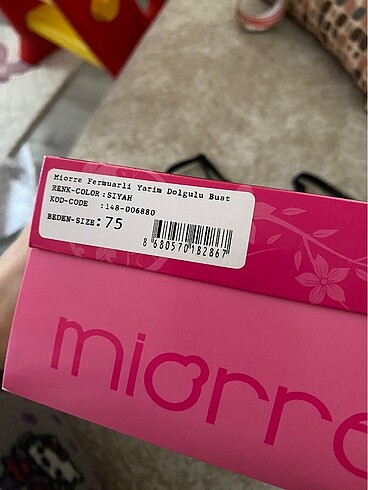 Miorre Fermuarli Yarim Dolgulu Bust
RENK-COLOR :SIYAH
KOD-CODE :148-006880
BEDEN-SIZE: 75
8 680570 182867
miorre